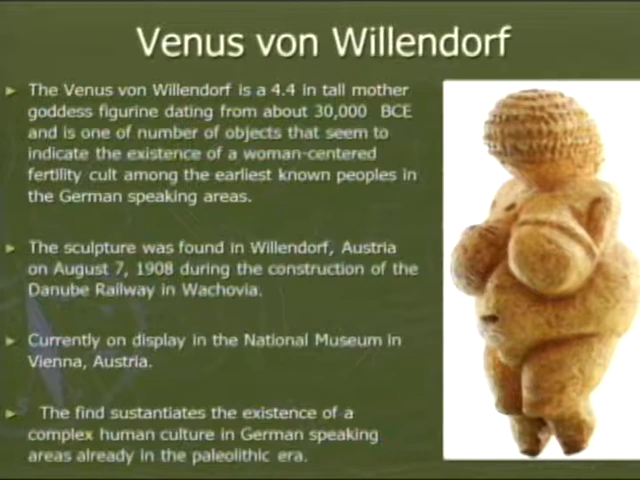 Venus von Willendorf
The Venus von Willendorf is a 4.4 in tall mother
goddess figurine dating from about 30,000 BCE
and is one of number of objects that seem to
indicate the existence of a woman-centered
fertility cult among the earliest known peoples in
the German speaking areas.
The sculpture was found in Willendorf, Austria
on August 7, 1908 during the construction of the
Danube Railway in Wachovia.
Currently on display in the National Museum in
Vienna, Austria.
The find sustantiates the existence of a
complex human culture in German speaking
areas already in the paleolithic era.